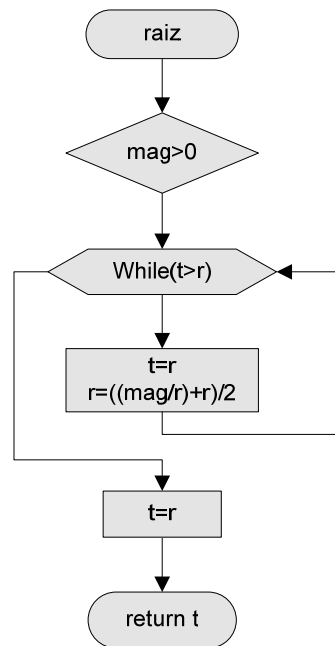 raiz
mag>0
While(t>r)
t=r
r=((mag/r)+r)/2
t=r
return t